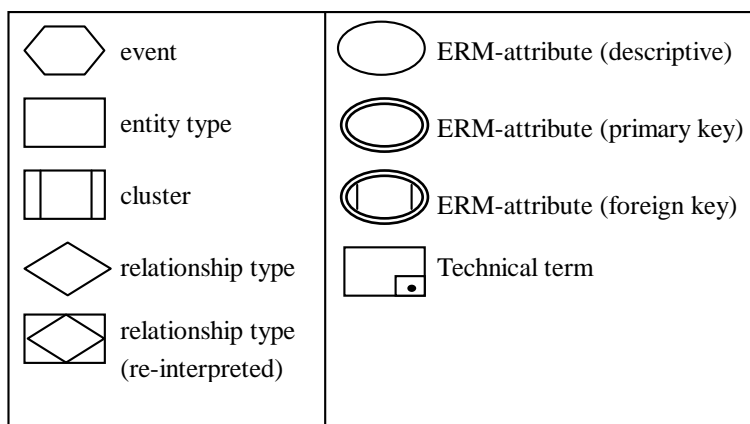 event
entity type
cluster
relationship type
relationship type
(re-interpreted)
ERM-attribute (descriptive)
ERM-attribute (primary key)
ERM-attribute (foreign key)
Technical term